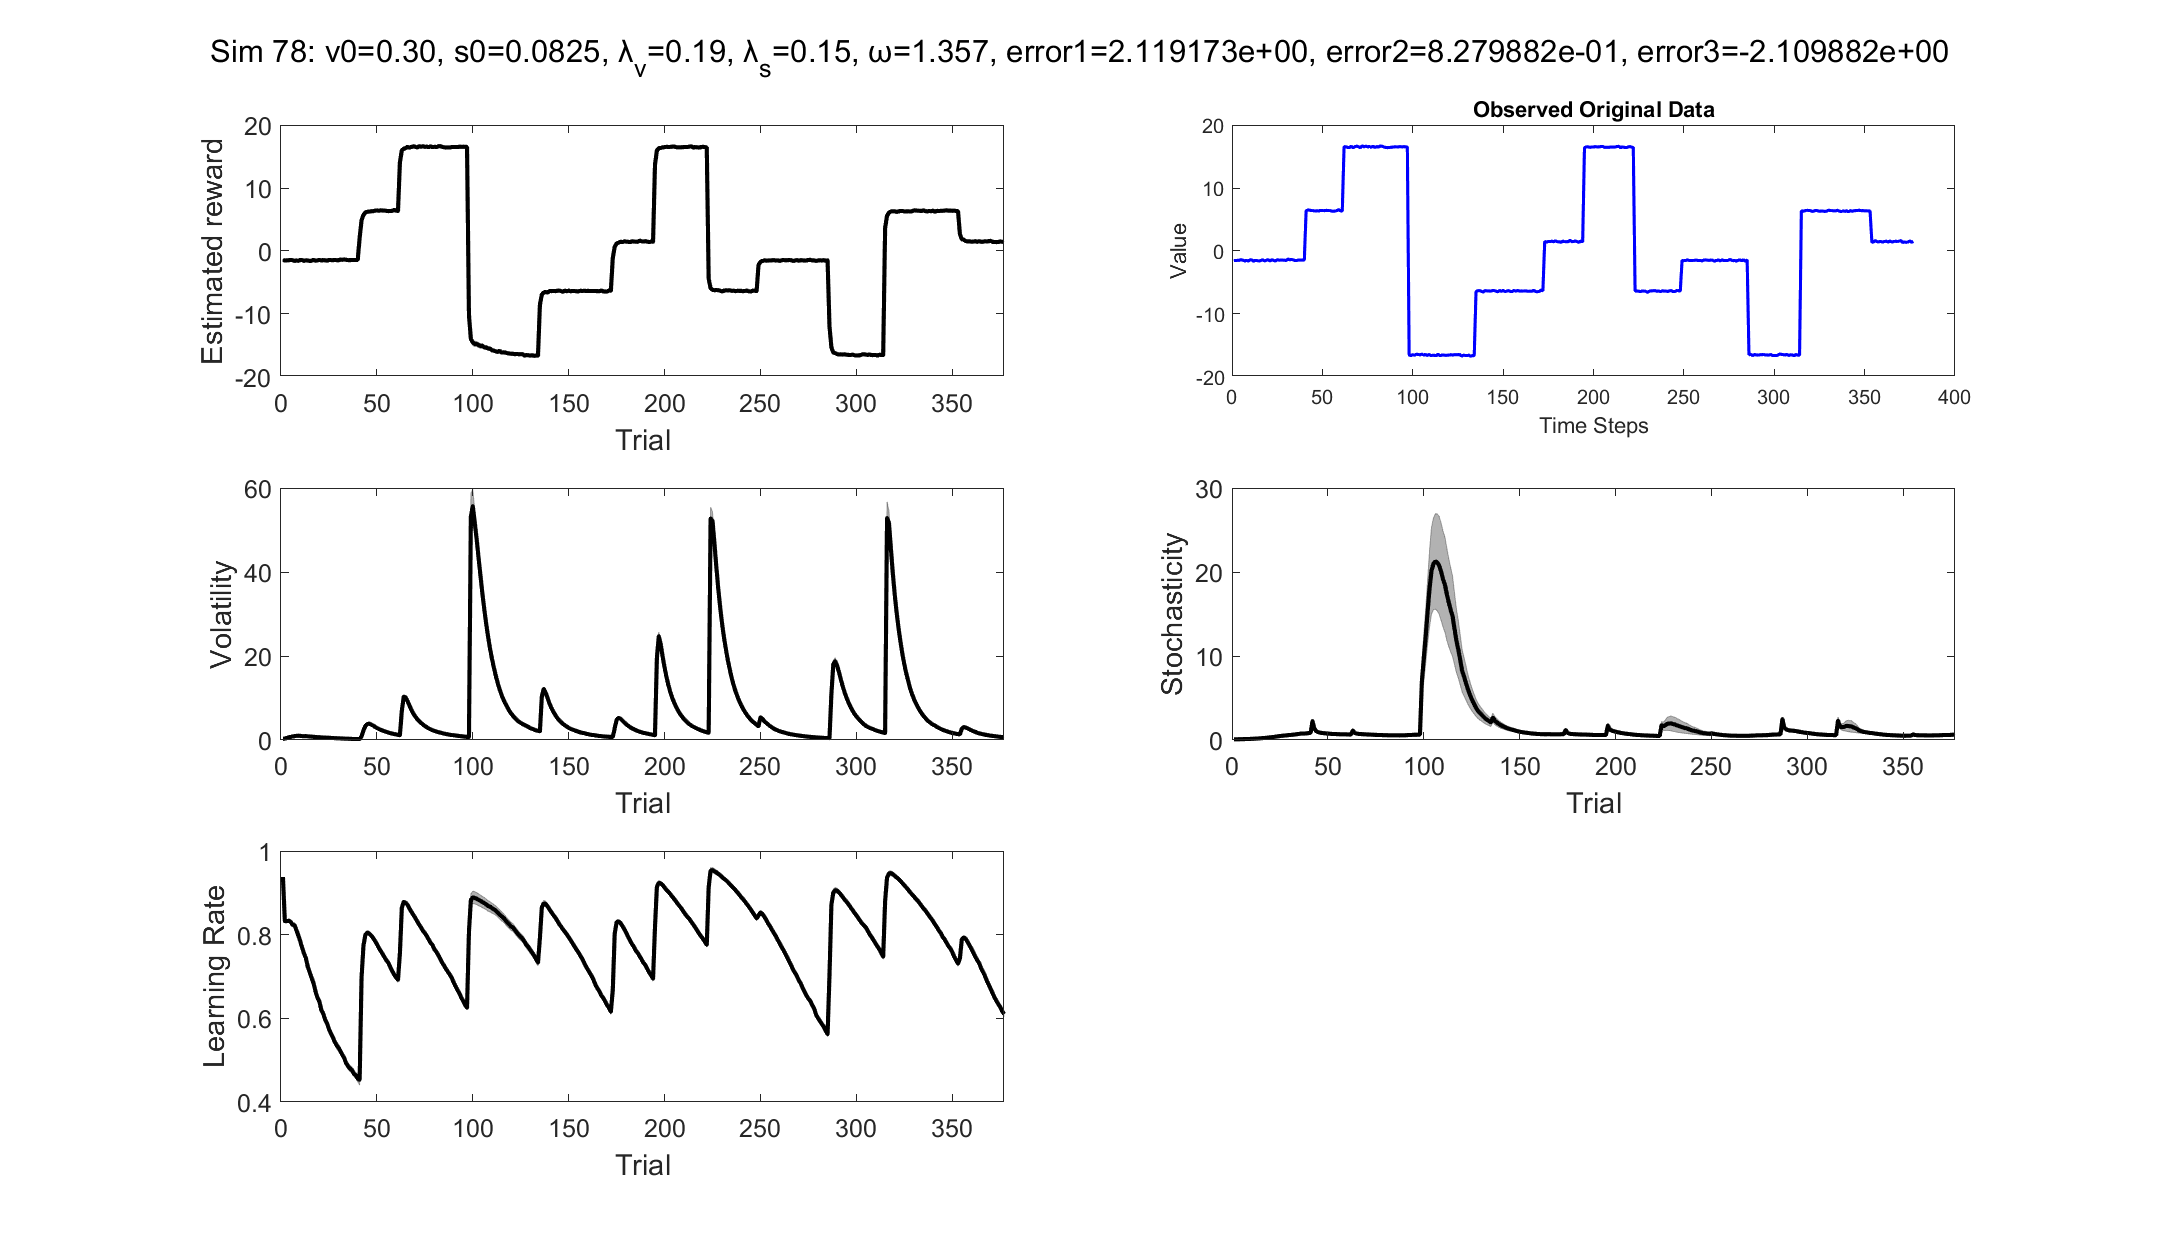 Sim 78: v0=0.30, s0=0.0825, λv=0.19, λs=0.15, ω=1.357, error1=2.119173e+00, error2=8.279882e-01, error3=-2.109882e+00
Estimated reward
20
10
0
-10
-20
0 50 100 150 200 250 300 350
Trial
Observed Original Data
Value
20
10
0
-10
-20
0 50 100 150 200 250 300 350 400
Time Steps
Volatility
60
40
20
0
0 50 100 150 200 250 300 350
Trial
Stochasticity
30
20
10
0
0 50 100 150 200 250 300 350
Trial
Learning Rate
1
0.8
0.6
0.4
0 50 100 150 200 250 300 350
Trial